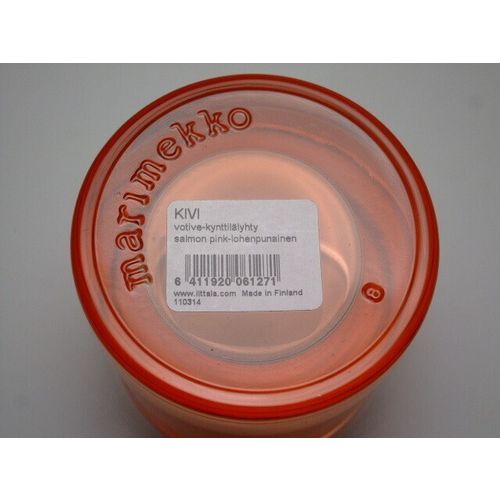 marimekko
KIVI
votive-kynttilälyhty
salmon pink-lohenpunainen
6 411920 061271
www.iittala.com Made in Finland
110314
8